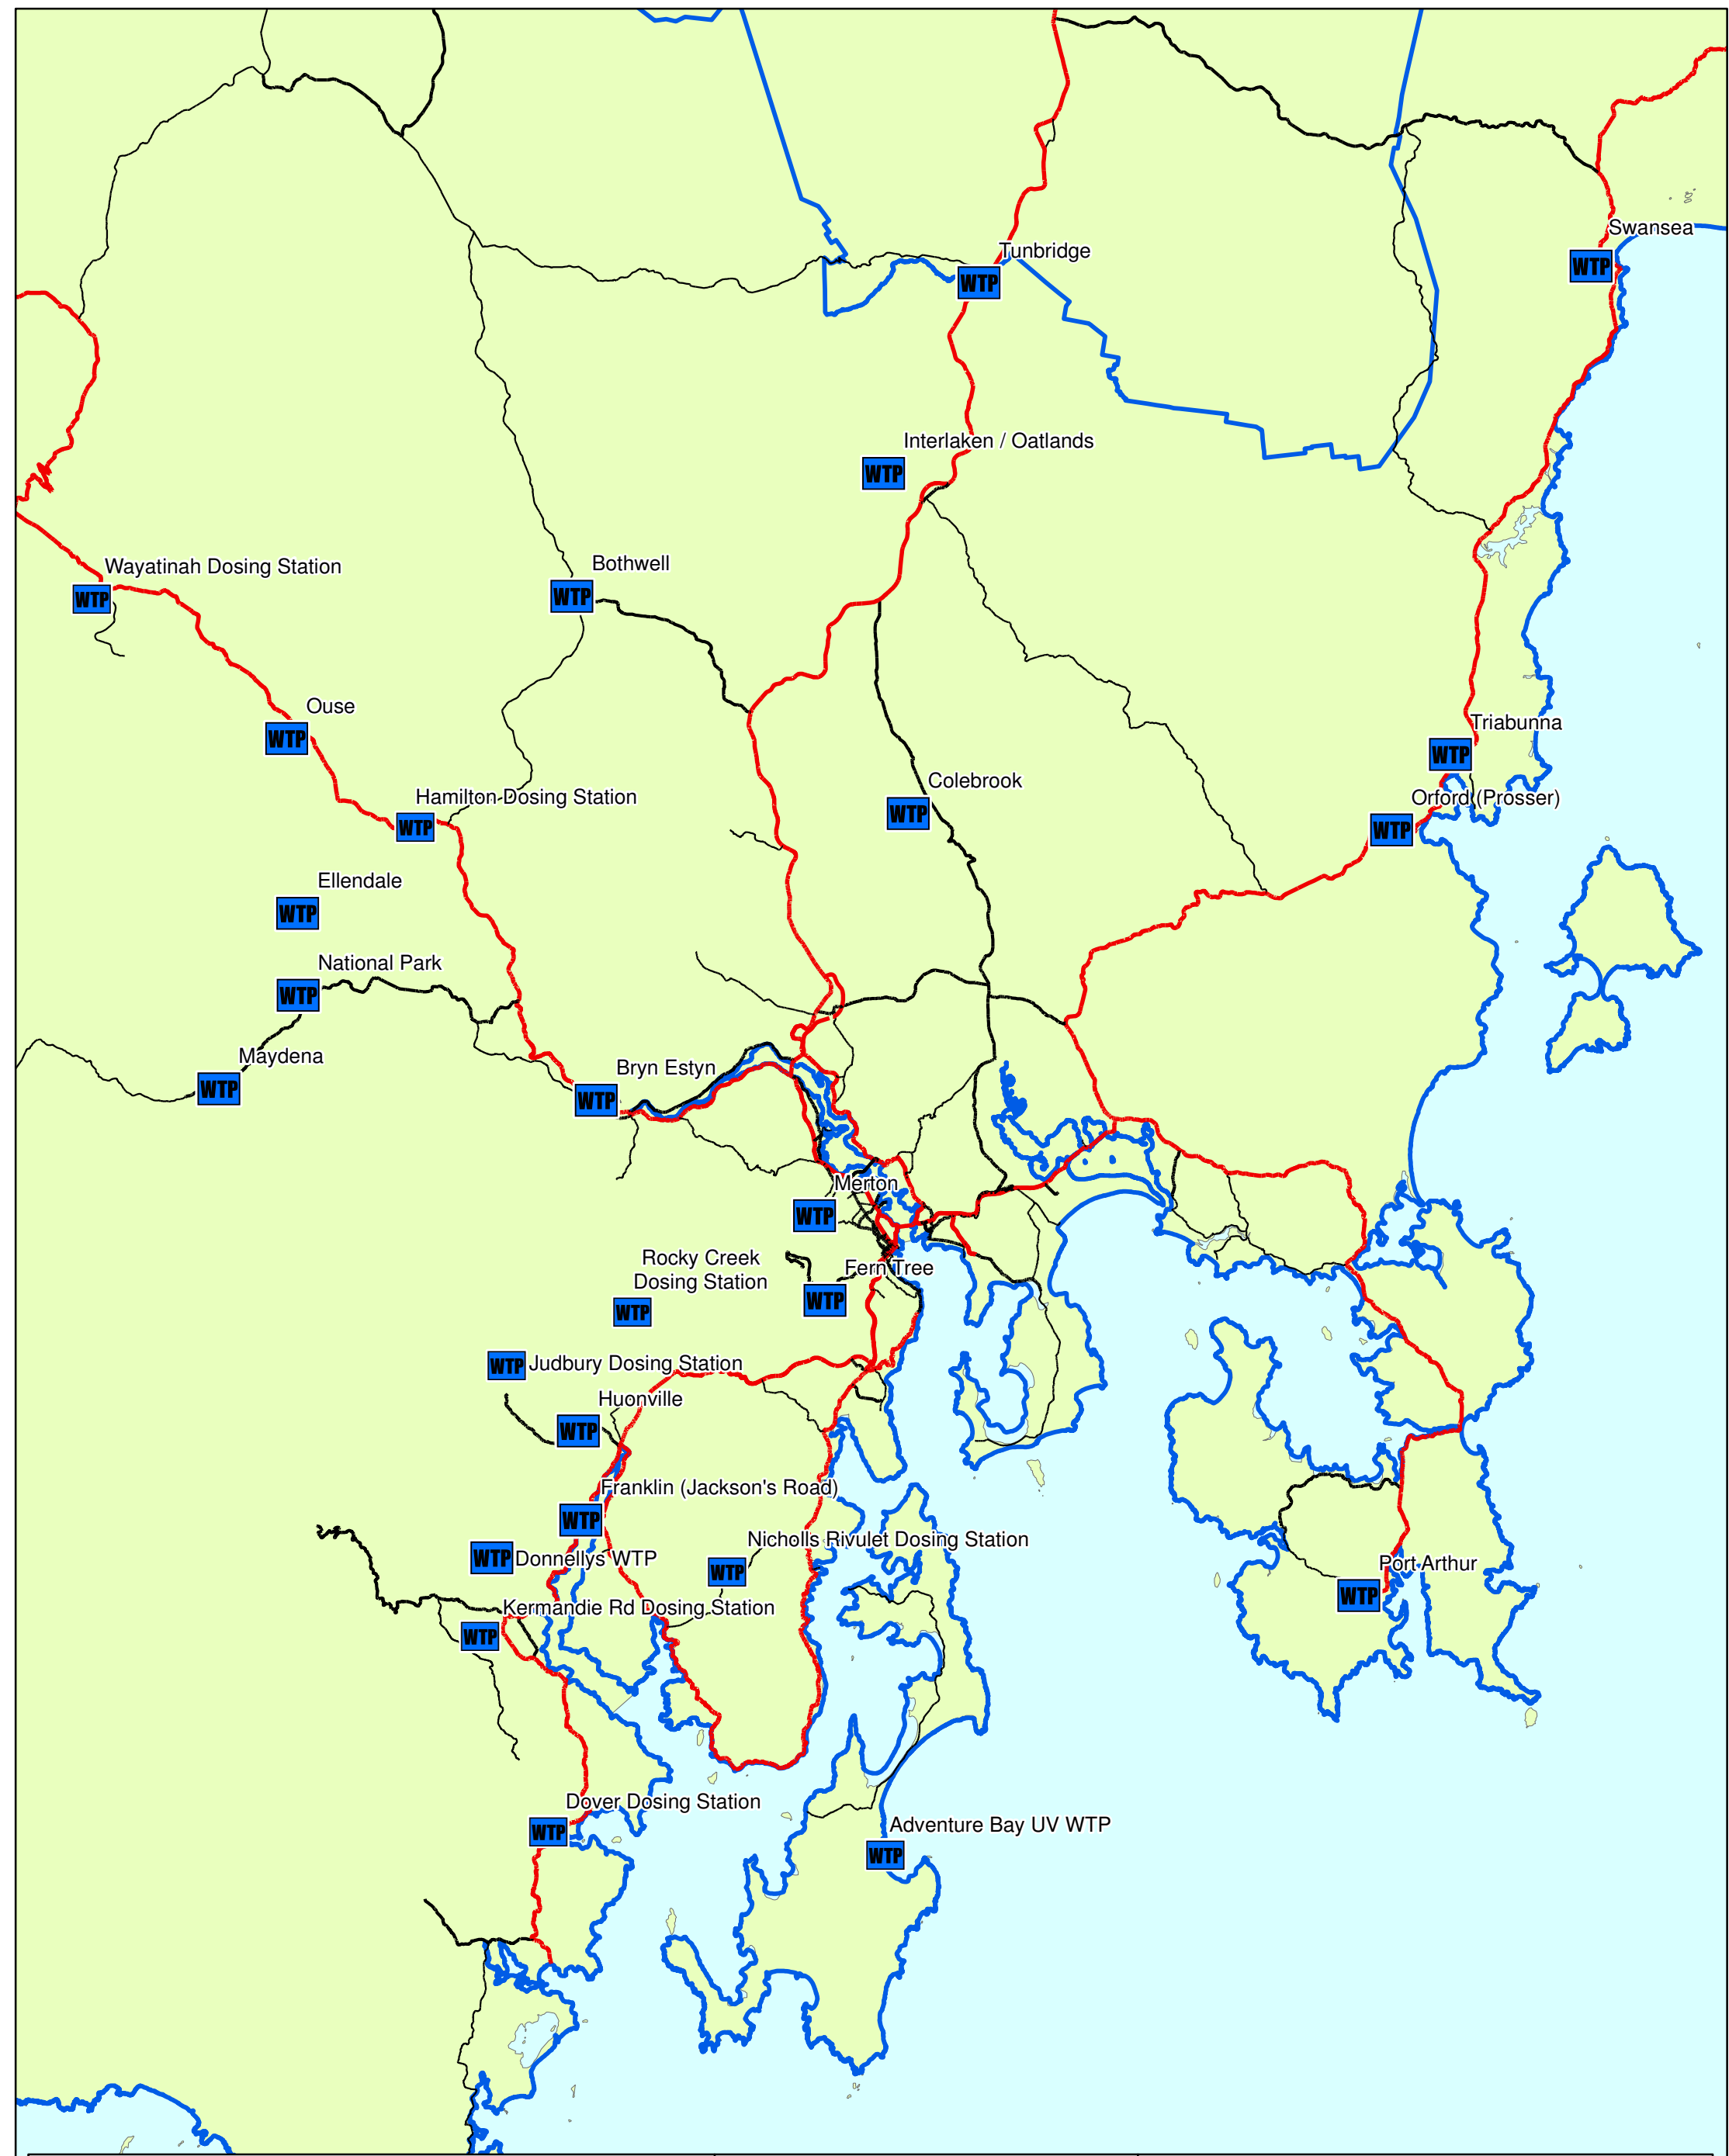 Swansea
WTP
Tunbridge
WTP
Interlaken / Oatlands
WTP
Wayatinah Dosing Station
WTP
Bothwell
WTP
Ouse
WTP
Triabunna
WTP
Colebrook
WTP
Hamilton Dosing Station
WTP
Orford (Prosser)
WTP
Ellendale
WTP
National Park
WTP
Maydena
WTP
Bryn Estyn
WTP
Merton
WTP
Rocky Creek
Dosing Station
WTP
Fern Tree
WTP
WTP Judbury Dosing Station
Huonville
WTP
Franklin (Jackson's Road)
WTP
Nicholls Rivulet Dosing Station
WTP
WTP Donnellys WTP
Port Arthur
WTP
Kermandie Rd Dosing Station
WTP
Dover Dosing Station
WTP
Adventure Bay UV WTP
WTP